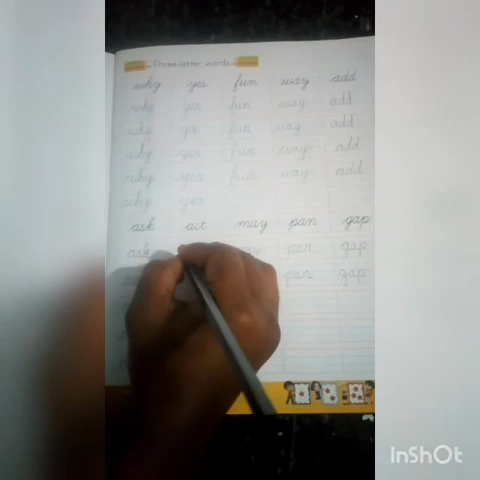 Three letter words
why yes fun way add
why yes fun way add
why yes fun way add
why yes fun way add
why yes fun way add
why yes
ask act may pan gap
ask pan gap
pan gap
InShOt